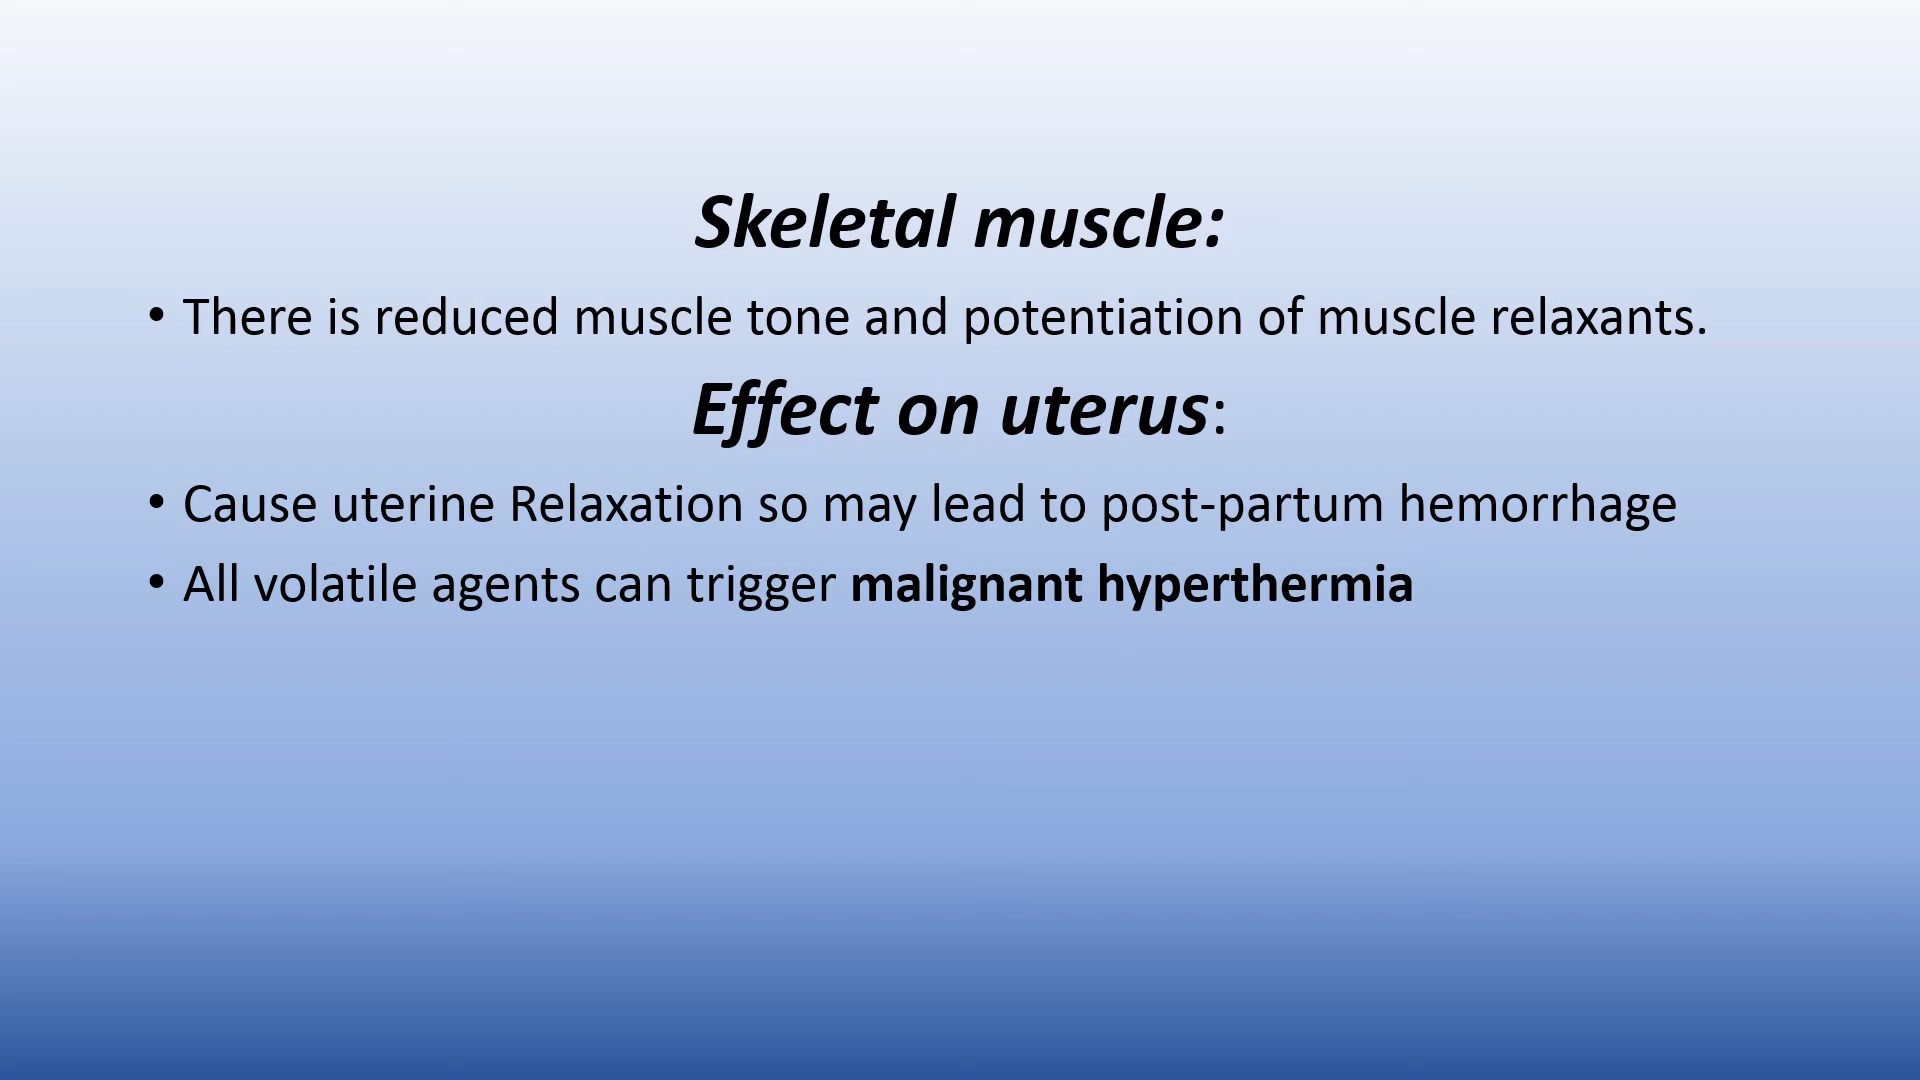 Skeletal muscle:
• There is reduced muscle tone and potentiation of muscle relaxants.
Effect on uterus:
• Cause uterine Relaxation so may lead to post-partum hemorrhage
• All volatile agents can trigger malignant hyperthermia